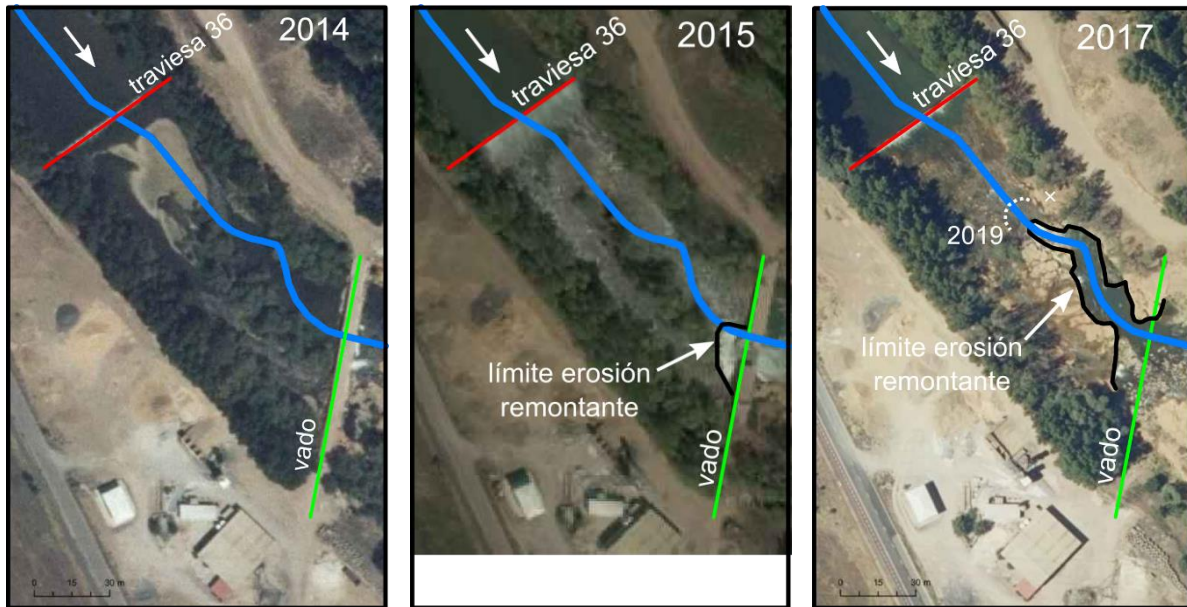 2014
traviesa 36
vado
0 15 30 m
2015
traviesa 36
límite erosión
remontante
vado
2017
traviesa 36
2019
límite erosión
remontante
vado
0 15 30 m